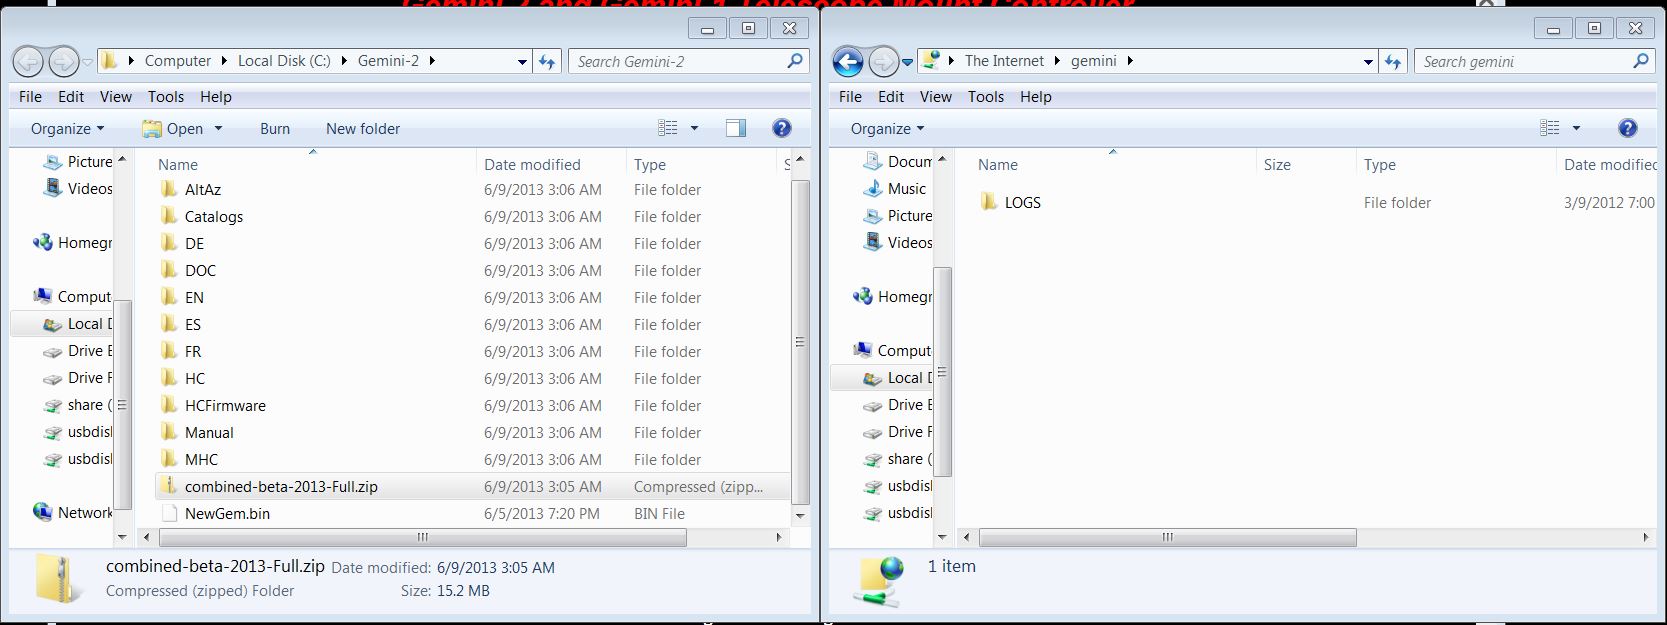 Gemini 2 and Gemini 1 Telescope Mount Controller
Computer Local Disk (C:) Gemini-2
Search Gemini-2
File Edit View Tools Help
Organize Open Burn New folder
Name Date modified Type S
Picture
Videos
Homegr
Comput
Local D
Drive E
Drive F
share (
usbdisl
usbdisl
Network
AltAz 6/9/2013 3:06 AM File folder
Catalogs 6/9/2013 3:06 AM File folder
DE 6/9/2013 3:06 AM File folder
DOC 6/9/2013 3:06 AM File folder
EN 6/9/2013 3:06 AM File folder
ES 6/9/2013 3:06 AM File folder
FR 6/9/2013 3:06 AM File folder
HC 6/9/2013 3:06 AM File folder
HCFirmware 6/9/2013 3:06 AM File folder
Manual 6/9/2013 3:06 AM File folder
MHC 6/9/2013 3:06 AM File folder
combined-beta-2013-Full.zip 6/9/2013 3:05 AM Compressed (zipp...
NewGem.bin 6/5/2013 7:20 PM BIN File
combined-beta-2013-Full.zip Date modified: 6/9/2013 3:05 AM
Compressed (zipped) Folder Size: 15.2 MB
The Internet gemini
Search gemini
File Edit View Tools Help
Organize
Name Size Type Date modified
Docum
Music
Picture
Videos
Homegr
Comput
Local D
Drive E
Drive F
share (
usbdisl
usbdisl
LOGS File folder 3/9/2012 7:00
1 item